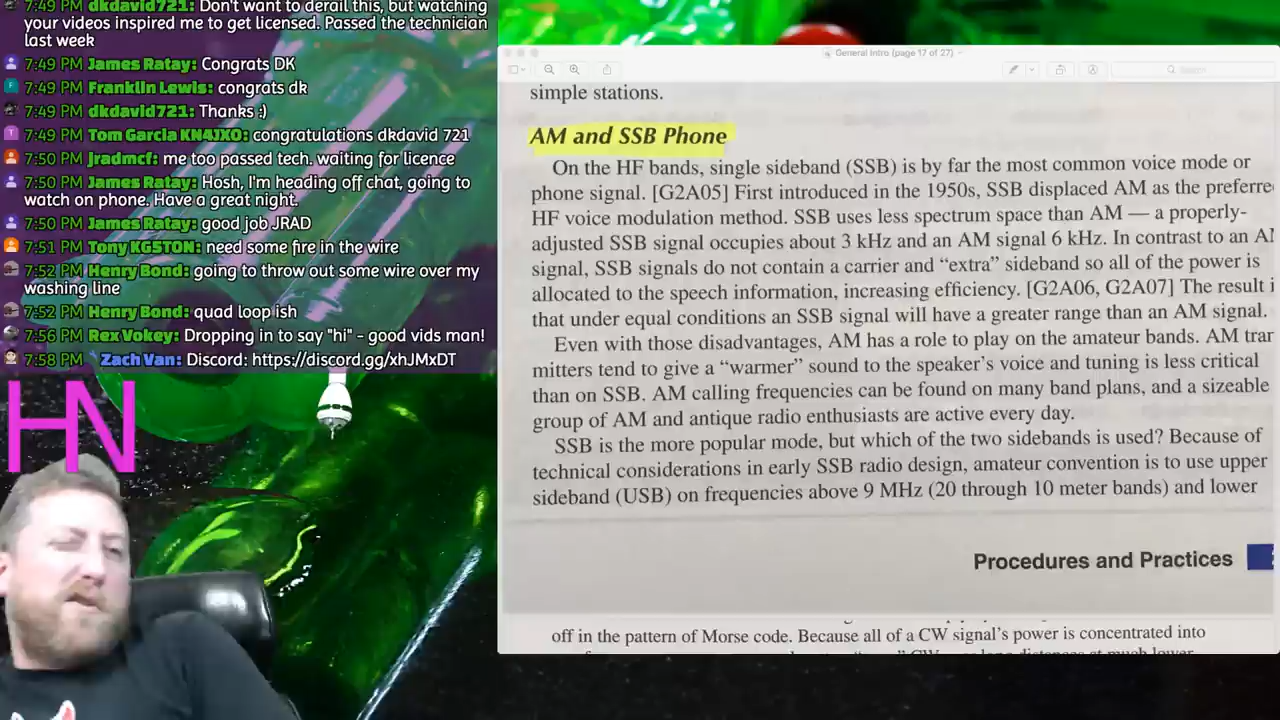 7:49 PM dkdavid721: Don't want to derail this, but watching
your videos inspired me to get licensed. Passed the technician
last week
7:49 PM James Ratay: Congrats DK
7:49 PM Franklin Lewis: congrats dk
7:49 PM dkdavid721: Thanks :)
7:49 PM Tom Garcia KN4JXO: congratulations dkdavid 721
7:50 PM jradmcf: me too passed tech. waiting for licence
7:50 PM James Ratay: Hosh, I'm heading off chat, going to
watch on phone. Have a great night.
7:50 PM James Ratay: good job JRAD
7:51 PM Tony KG5TON: need some fire in the wire
7:52 PM Henry Bond: going to throw out some wire over my
washing line
7:52 PM Henry Bond: quad loop ish
7:56 PM Rex Vokey: Dropping in to say "hi" - good vids man!
7:58 PM Zach Van: Discord: https://discord.gg/xhJMxDT
HN
General Intro (page 17 of 27)
Search
simple stations.
AM and SSB Phone
On the HF bands, single sideband (SSB) is by far the most common voice mode or
phone signal. [G2A05] First introduced in the 1950s, SSB displaced AM as the preferre
HF voice modulation method. SSB uses less spectrum space than AM — a properly-
adjusted SSB signal occupies about 3 kHz and an AM signal 6 kHz. In contrast to an AM
signal, SSB signals do not contain a carrier and “extra” sideband so all of the power is
allocated to the speech information, increasing efficiency. [G2A06, G2A07] The result i
that under equal conditions an SSB signal will have a greater range than an AM signal.
Even with those disadvantages, AM has a role to play on the amateur bands. AM tran
mitters tend to give a “warmer” sound to the speaker’s voice and tuning is less critical
than on SSB. AM calling frequencies can be found on many band plans, and a sizeable
group of AM and antique radio enthusiasts are active every day.
SSB is the more popular mode, but which of the two sidebands is used? Because of
technical considerations in early SSB radio design, amateur convention is to use upper
sideband (USB) on frequencies above 9 MHz (20 through 10 meter bands) and lower
Procedures and Practices
off in the pattern of Morse code. Because all of a CW signal’s power is concentrated into